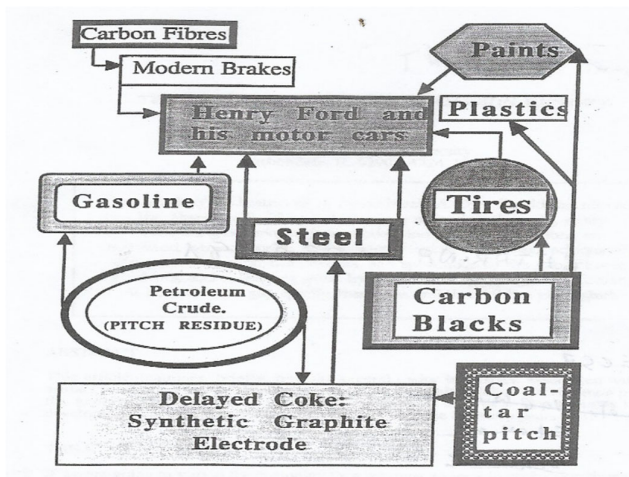 Carbon Fibres
Modern Brakes
Paints
Henry Ford and
his motor cars
Plastics
Gasoline
Steel
Tires
Petroleum
Crude.
(PITCH RESIDUE)
Carbon
Blacks
Delayed Coke:
Synthetic Graphite
Electrode
Coal-
tar
pitch